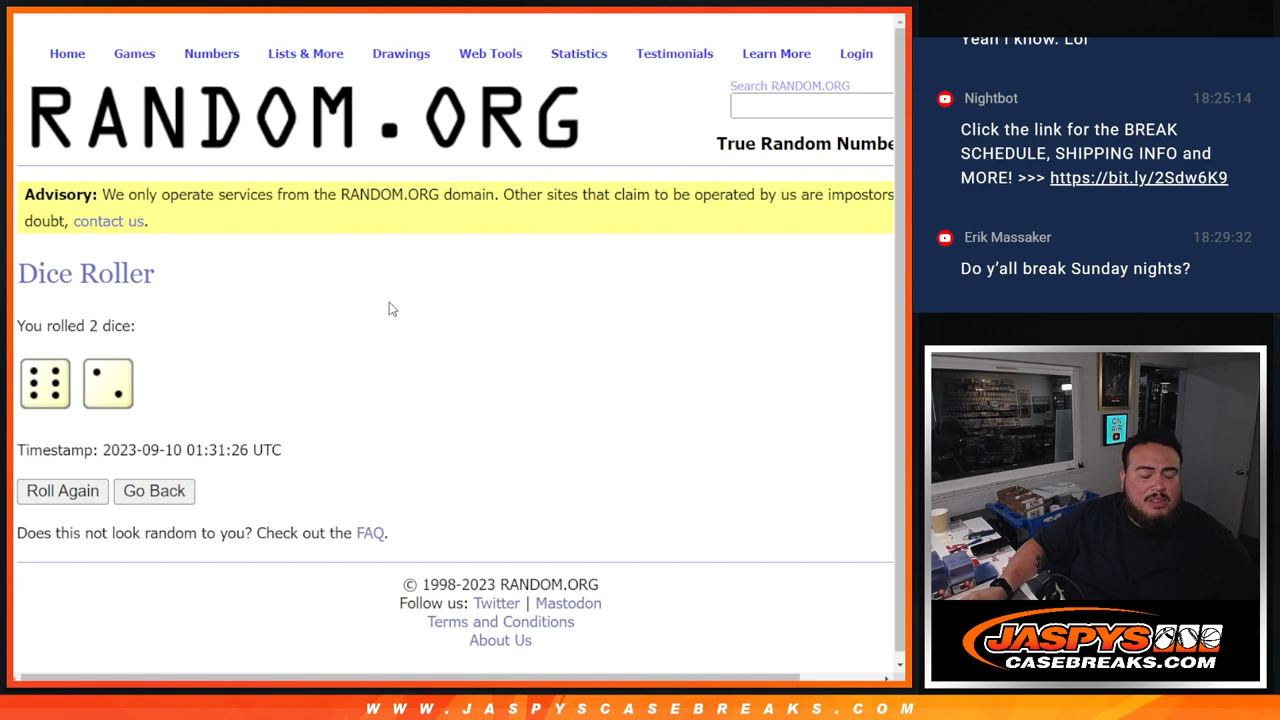 Home Games Numbers Lists & More Drawings Web Tools Statistics Testimonials Learn More Login
RANDOM.ORG
Search RANDOM.ORG
True Random Numbe
Advisory: We only operate services from the RANDOM.ORG domain. Other sites that claim to be operated by us are impostors
doubt, contact us.
Dice Roller
You rolled 2 dice:
Timestamp: 2023-09-10 01:31:26 UTC
Roll Again Go Back
Does this not look random to you? Check out the FAQ.
© 1998-2023 RANDOM.ORG
Follow us: Twitter | Mastodon
Terms and Conditions
About Us
Yeah I know. Lol
Nightbot 18:25:14
Click the link for the BREAK
SCHEDULE, SHIPPING INFO and
MORE! >>> https://bit.ly/2Sdw6K9
Erik Massaker 18:29:32
Do y’all break Sunday nights?
ON
AIR
JASPYS
CASEBREAKS.COM
WWW.JASPYSCASEBREAKS.COM